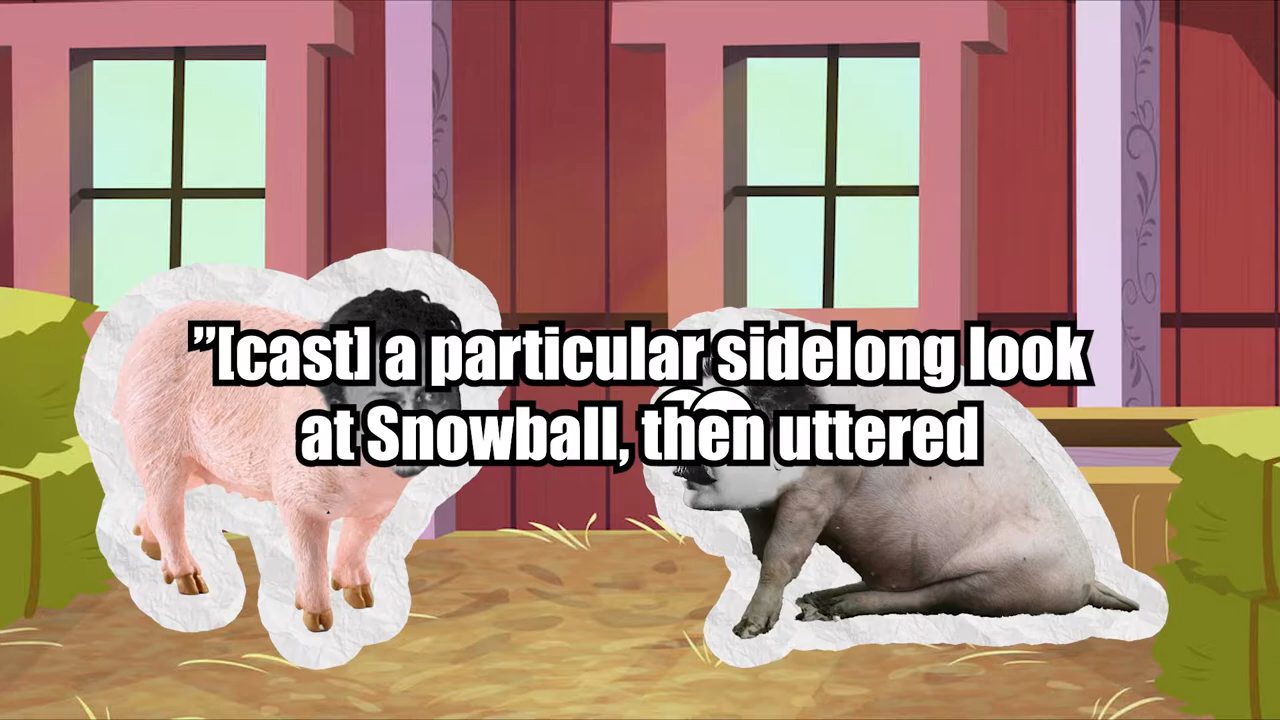 ”[cast] a particular sidelong look
at Snowball, then uttered